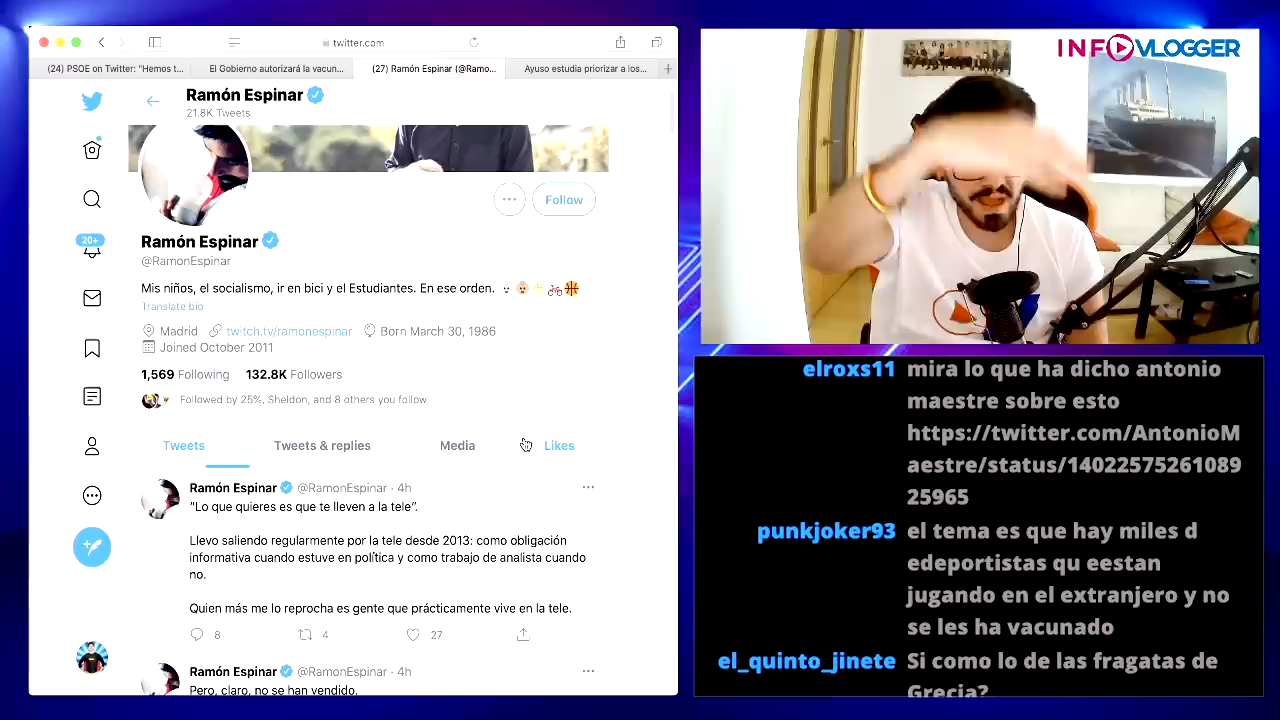 twitter.com
(24) PSOE on Twitter: "Hemos t...
El Gobierno autorizará la vacun...
(27) Ramón Espinar (@Ramo...
Ayuso estudia priorizar a los...
Ramón Espinar
21.8K Tweets
Follow
20+
Ramón Espinar
@RamonEspinar
Mis niños, el socialismo, ir en bici y el Estudiantes. En ese orden.
Translate bio
Madrid twitch.tv/ramonespinar Born March 30, 1986
Joined October 2011
1,569 Following 132.8K Followers
Followed by 25%, Sheldon, and 8 others you follow
Tweets Tweets & replies Media Likes
Ramón Espinar @RamonEspinar · 4h
"Lo que quieres es que te lleven a la tele".
Llevo saliendo regularmente por la tele desde 2013: como obligación
informativa cuando estuve en política y como trabajo de analista cuando
no.
Quien más me lo reprocha es gente que prácticamente vive en la tele.
8 4 27
Ramón Espinar @RamonEspinar · 4h
Pero claro, no se han vendido.
INFOVLOGGER
elroxs11 mira lo que ha dicho antonio
maestre sobre esto
https://twitter.com/AntonioM
aestre/status/14022575261089
25965
punkjoker93 el tema es que hay miles d
edeportistas qu eestan
jugando en el extranjero y no
se les ha vacunado
el_quinto_jinete Si como lo de las fragatas de
Grecia?